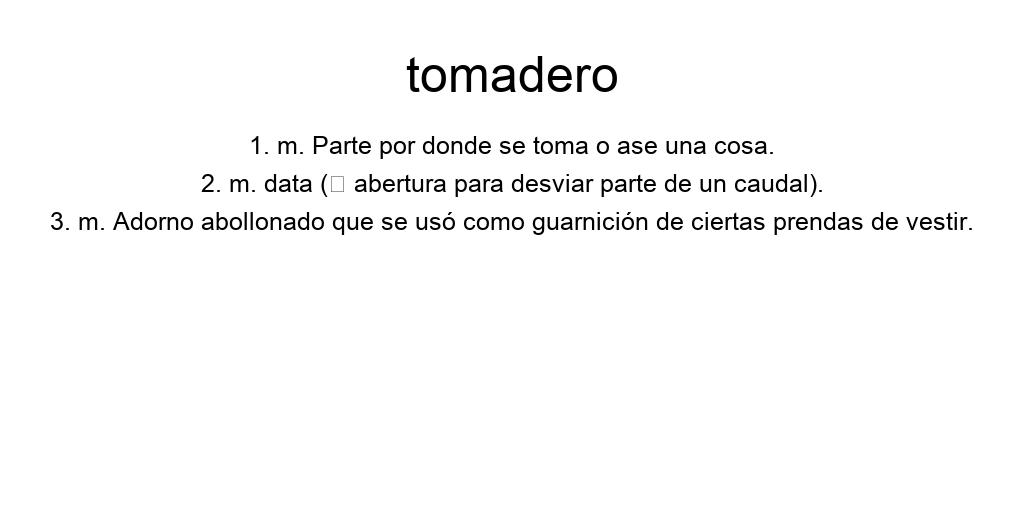 tomadero
1. m. Parte por donde se toma o ase una cosa.
2. m. data (□ abertura para desviar parte de un caudal).
3. m. Adorno abollonado que se usó como guarnición de ciertas prendas de vestir.